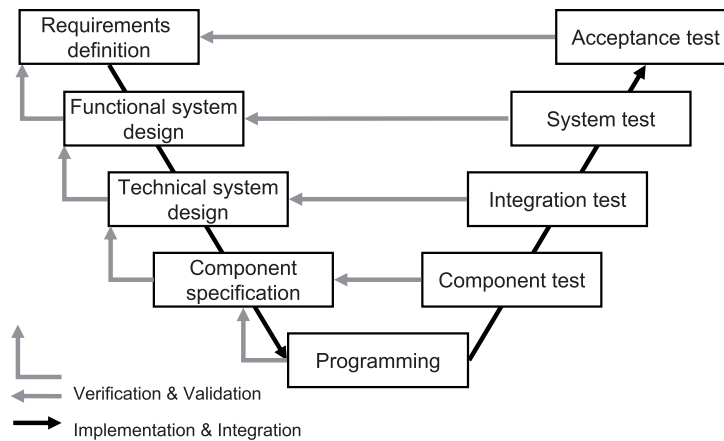 Requirements
definition
Acceptance test
Functional system
design
System test
Technical system
design
Integration test
Component
specification
Component test
Programming
Verification & Validation
Implementation & Integration